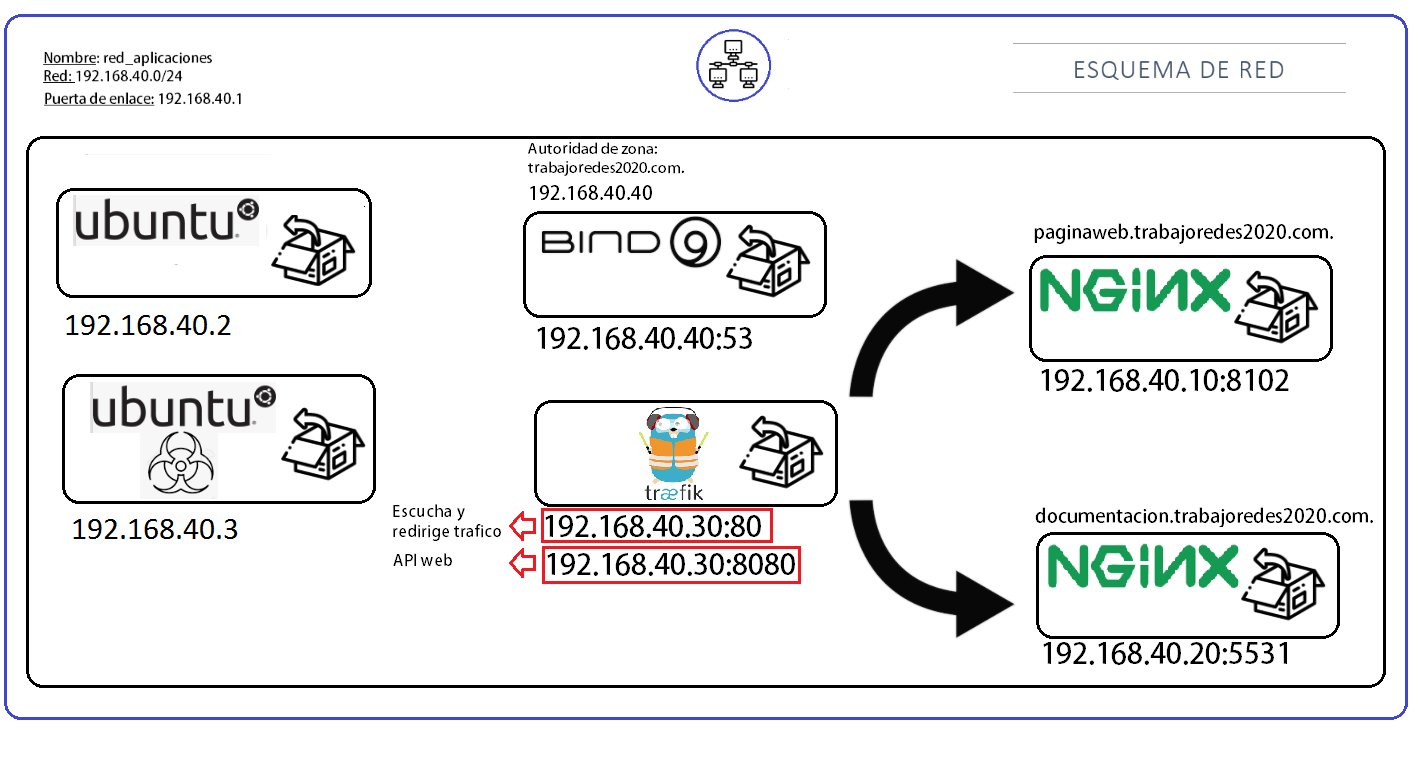 Nombre: red_aplicaciones
Red: 192.168.40.0/24
Puerta de enlace: 192.168.40.1
ESQUEMA DE RED
ubuntu
192.168.40.2
ubuntu
192.168.40.3
Autoridad de zona:
trabajoredes2020.com.
192.168.40.40
BIND 9
192.168.40.40:53
træfik
Escucha y
redirige trafico
192.168.40.30:80
API web
192.168.40.30:8080
paginaweb.trabajoredes2020.com.
NGiNX
192.168.40.10:8102
documentacion.trabajoredes2020.com.
NGiNX
192.168.40.20:5531